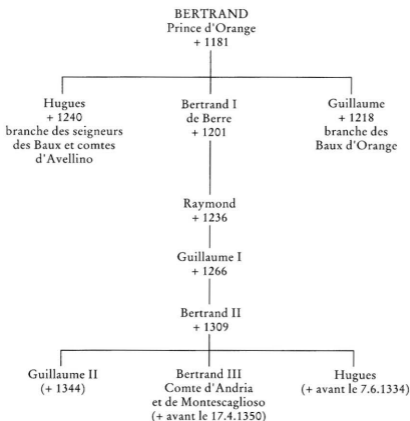 BERTRAND
Prince d'Orange
+ 1181
Hugues
+ 1240
branche des seigneurs
des Baux et comtes
d'Avellino
Bertrand I
de Berre
+ 1201
Guillaume
+ 1218
branche des
Baux d'Orange
Raymond
+ 1236
Guillaume I
+ 1266
Bertrand II
+ 1309
Guillaume II
(+ 1344)
Bertrand III
Comte d'Andria
et de Montescaglioso
(+ avant le 17.4.1350)
Hugues
(+ avant le 7.6.1334)